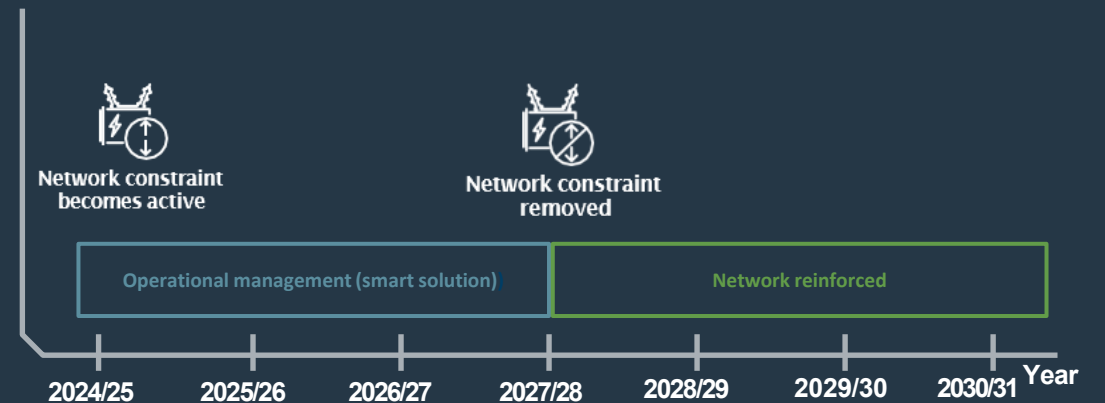 Network constraint
becomes active
Network constraint
removed
Operational management (smart solution)
Network reinforced
2024/25
2025/26
2026/27
2027/28
2028/29
2029/30
2030/31
Year